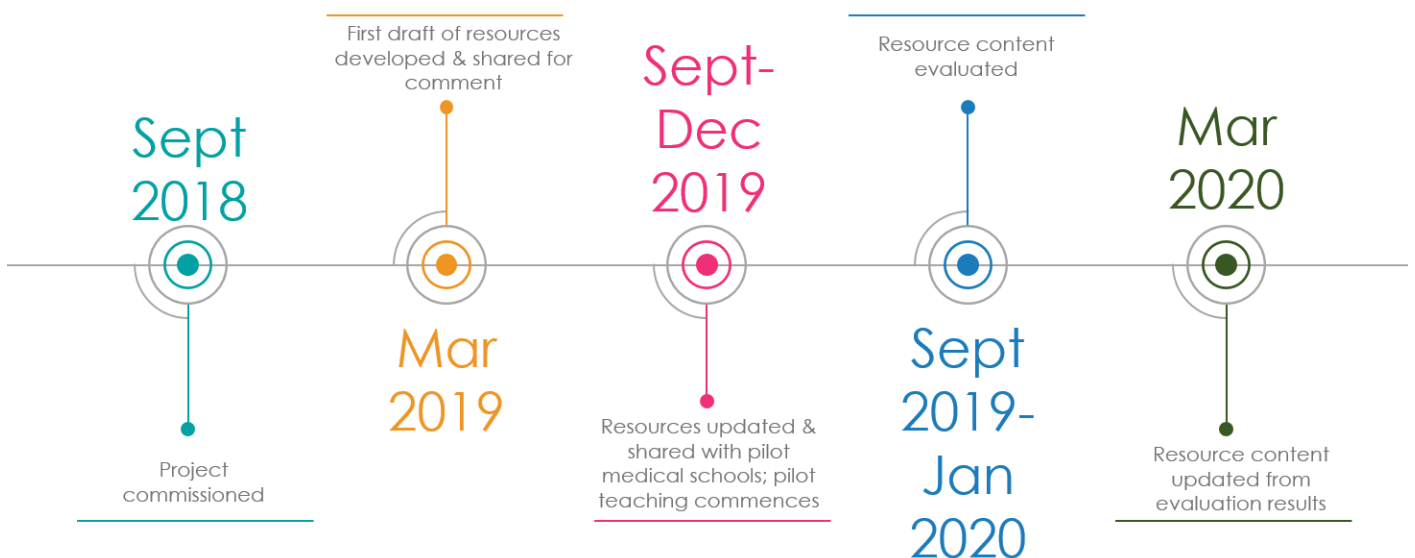 Sept
2018
Project
commissioned
First draft of resources
developed & shared for
comment
Mar
2019
Sept-
Dec
2019
Resources updated &
shared with pilot
medical schools; pilot
teaching commences
Resource content
evaluated
Sept
2019-
Jan
2020
Mar
2020
Resource content
updated from
evaluation results